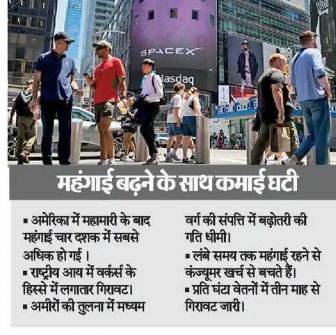 SPACEX
Nasdaq
महंगाई बढ़ने के साथ कमाई घटी
▪ अमेरिका में महामारी के बाद
महंगाई चार दशक में सबसे
अधिक हो गई ।
▪ राष्ट्रीय आय में वर्कर्स के
हिस्से में लगातार गिरावट।
▪ अमीरों की तुलना में मध्यम
वर्ग की संपत्ति में बढ़ोतरी की
गति धीमी।
▪ लंबे समय तक महंगाई रहने से
कंज्यूमर खर्च से बचते हैं।
▪ प्रति घंटा वेतनों में तीन माह से
गिरावट जारी।